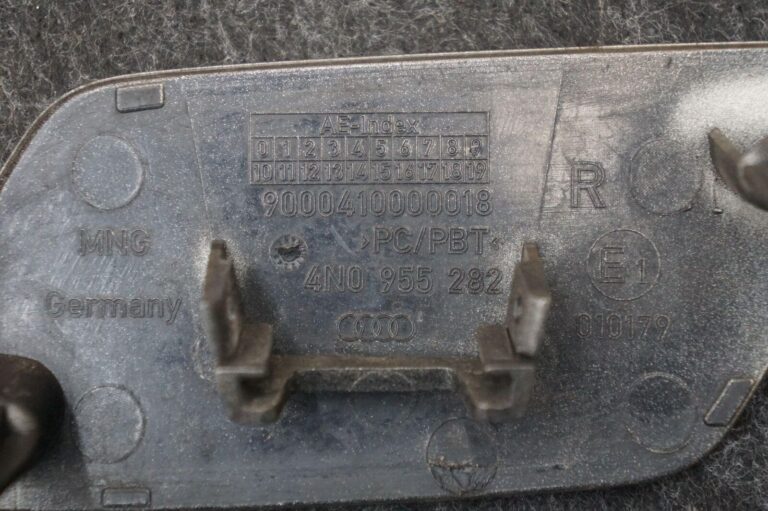 AE-Index
0 1 2 3 4 5 6 7 8 9
10 11 12 13 14 15 16 17 18 19
9000410000018
R
MNG
>PC/PBT<
E1
4N0 955 282
Germany
010179